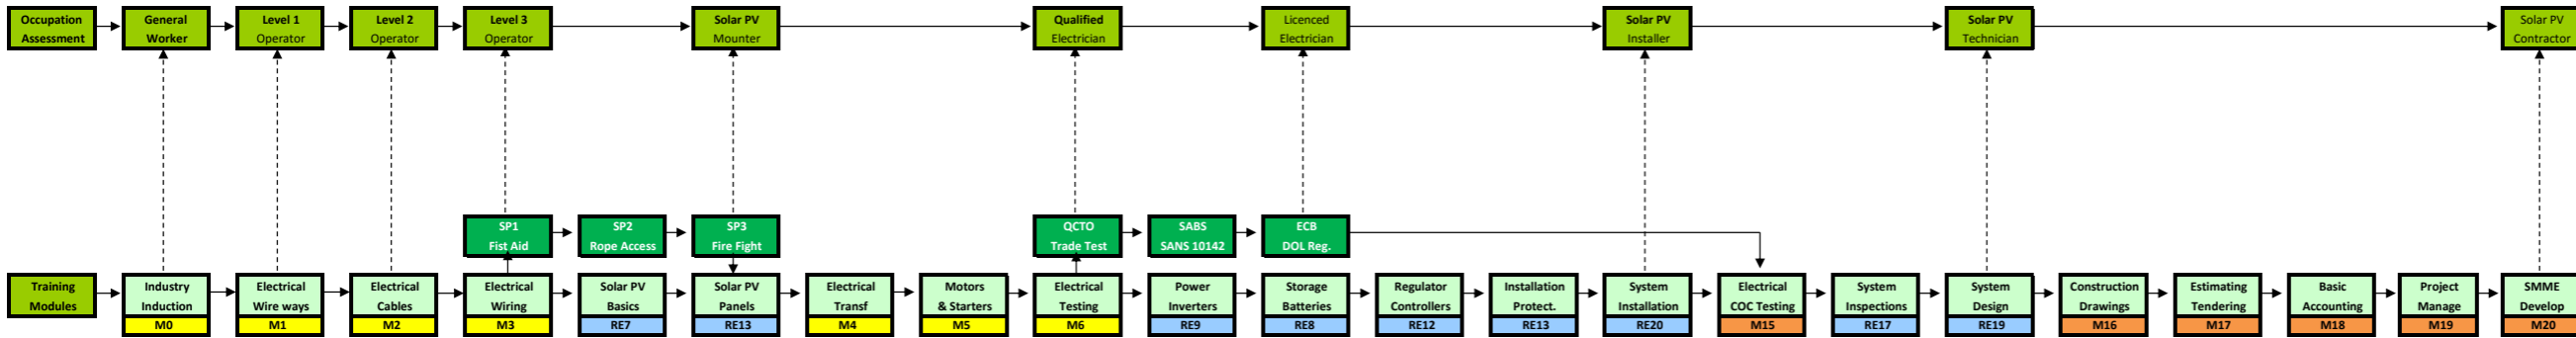 Occupation
Assessment
General
Worker
Level 1
Operator
Level 2
Operator
Level 3
Operator
Solar PV
Mounter
Qualified
Electrician
Licenced
Electrician
Solar PV
Installer
Solar PV
Technician
Solar PV
Contractor
SP1
Fist Aid
SP2
Rope Access
SP3
Fire Fight
QCTO
Trade Test
SABS
SANS 10142
ECB
DOL Reg.
Training
Modules
Industry
Induction
M0
Electrical
Wire ways
M1
Electrical
Cables
M2
Electrical
Wiring
M3
Solar PV
Basics
RE7
Solar PV
Panels
RE13
Electrical
Transf
M4
Motors
& Starters
M5
Electrical
Testing
M6
Power
Inverters
RE9
Storage
Batteries
RE8
Regulator
Controllers
RE12
Installation
Protect.
RE13
System
Installation
RE20
Electrical
COC Testing
M15
System
Inspections
RE17
System
Design
RE19
Construction
Drawings
M16
Estimating
Tendering
M17
Basic
Accounting
M18
Project
Manage
M19
SMME
Develop
M20